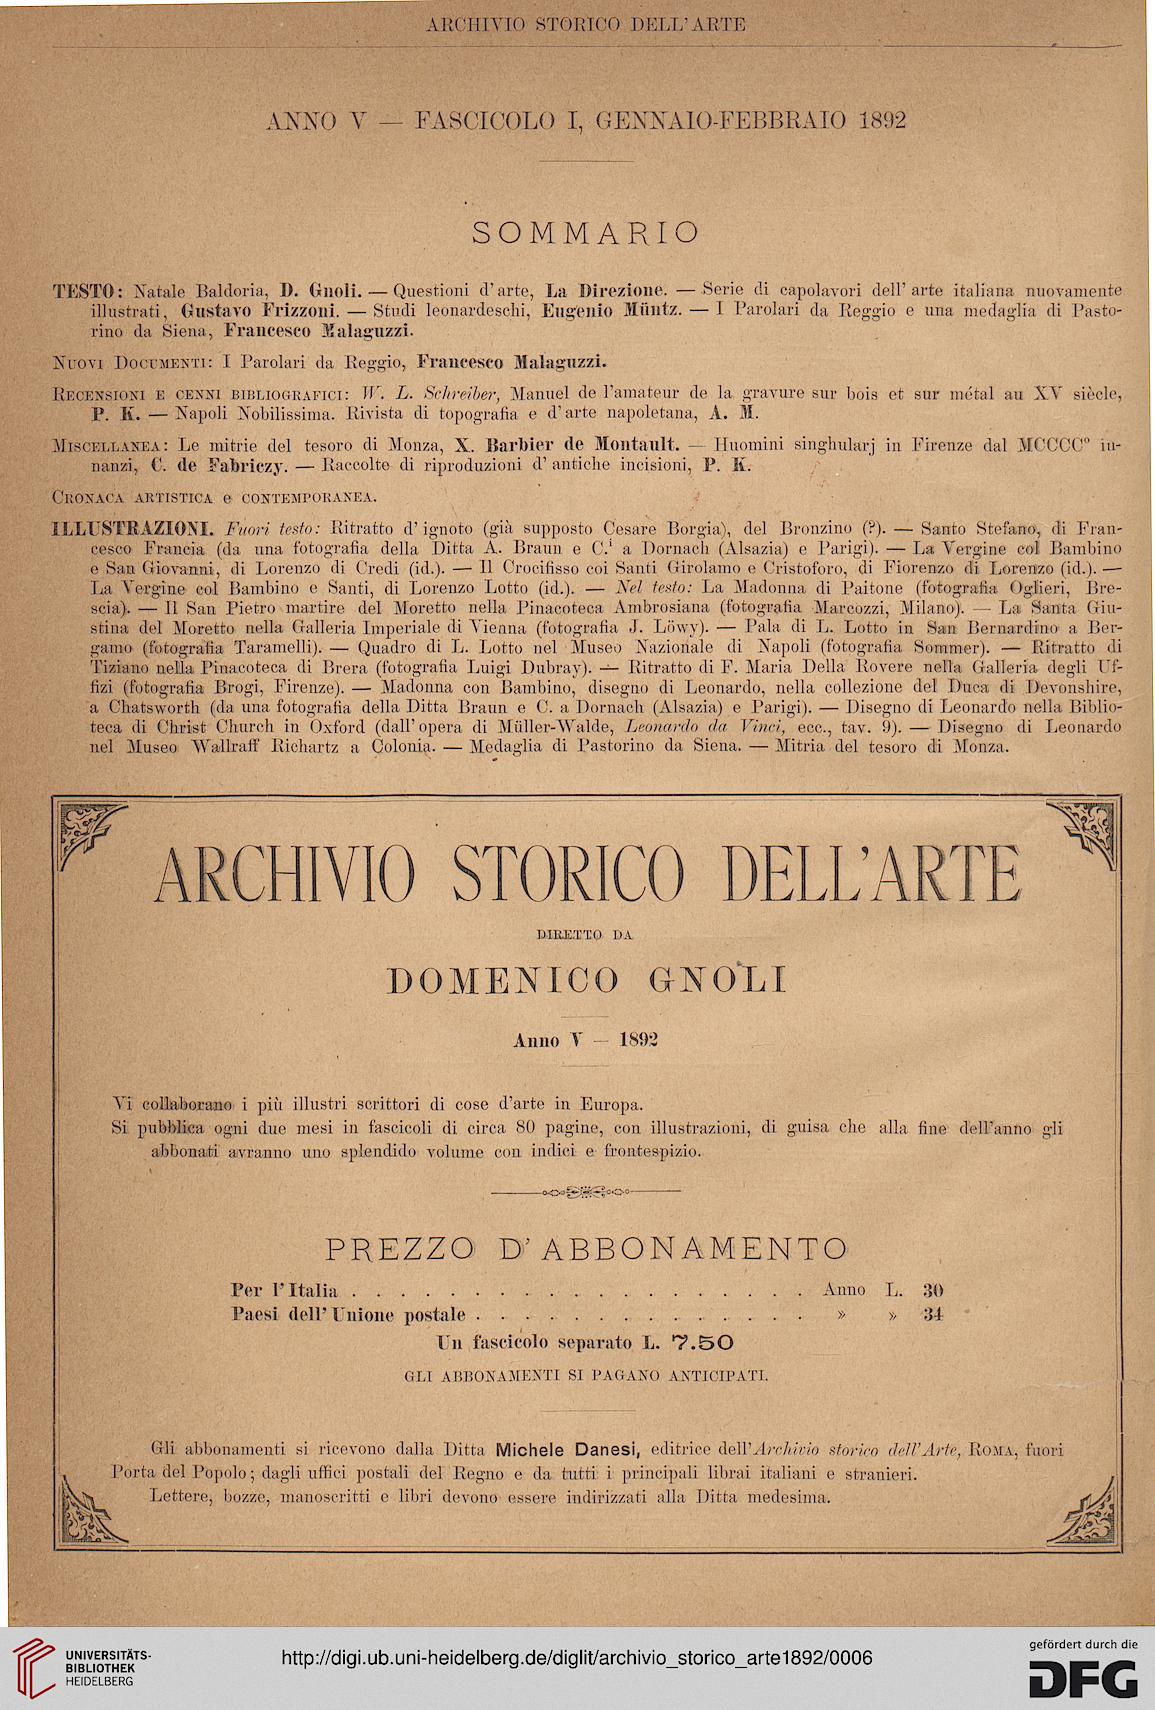 ARCHIVIO STORICO DELL'ARTE
ANNO V — FASCICOLO I, GENNAIO-FEBBRAIO 1892
SOMMARIO
TESTO: Natale Baldoria, D. Gnoli. — Questioni d'arte, La Direzione. — Serie di capolavori dell'arte italiana nuovamente
illustrati, Gustavo Frizzoni. — Studi leonardeschi, Eugenio Müntz. — I Parolari da Reggio e una medaglia di Pasto-
rino da Siena, Francesco Malaguzzi.
NUOVI DOCUMENTI: I Parolari da Reggio, Francesco Malaguzzi.
RECENSIONI E CENNI BIBLIOGRAFICI: W. L. Schreiber, Manuel de l'amateur de la gravure sur bois et sur métal au XV siècle,
P. K. — Napoli Nobilissima. Rivista di topografia e d'arte napoletana, A. M.
MISCELLANEA: Le mitrie del tesoro di Monza, X. Barbier de Montault. — Huomini singhularj in Firenze dal MCCCC° in-
nanzi, C. de Fabriczy. — Raccolte di riproduzioni d'antiche incisioni, P. K.
CRONACA ARTISTICA e CONTEMPORANEA.
ILLUSTRAZIONI. Fuori testo: Ritratto d'ignoto (già supposto Cesare Borgia), del Bronzino (?). — Santo Stefano, di Fran-
cesco Francia (da una fotografia della Ditta A. Braun e C.i a Dornach (Alsazia) e Parigi). — La Vergine col Bambino
e San Giovanni, di Lorenzo di Credi (id.). — Il Crocifisso coi Santi Girolamo e Cristoforo, di Fiorenzo di Lorenzo (id.). —
La Vergine col Bambino e Santi, di Lorenzo Lotto (id.). — Nel testo: La Madonna di Paitone (fotografia Oglieri, Bre-
scia). — Il San Pietro martire del Moretto nella Pinacoteca Ambrosiana (fotografia Marcozzi, Milano). — La Santa Giu-
stina del Moretto nella Galleria Imperiale di Vienna (fotografia J. Löwy). — Pala di L. Lotto in San Bernardino a Ber-
gamo (fotografia Taramelli). — Quadro di L. Lotto nel Museo Nazionale di Napoli (fotografia Sommer). — Ritratto di
Tiziano nella Pinacoteca di Brera (fotografia Luigi Dubray). — Ritratto di F. Maria Della Rovere nella Galleria degli Uf-
fizi (fotografia Brogi, Firenze). — Madonna con Bambino, disegno di Leonardo, nella collezione del Duca di Devonshire,
a Chatsworth (da una fotografia della Ditta Braun e C. a Dornach (Alsazia) e Parigi). — Disegno di Leonardo nella Biblio-
teca di Christ Church in Oxford (dall'opera di Müller-Walde, Leonardo da Vinci, ecc., tav. 9). — Disegno di Leonardo
nel Museo Wallraff Richartz a Colonia. — Medaglia di Pastorino da Siena. — Mitria del tesoro di Monza.
ARCHIVIO STORICO DELL'ARTE
DIRETTO DA
DOMENICO GNOLI
Anno V — 1892
Vi collaborano i più illustri scrittori di cose d'arte in Europa.
Si pubblica ogni due mesi in fascicoli di circa 80 pagine, con illustrazioni, di guisa che alla fine dell'anno gli
abbonati avranno uno splendido volume con indici e frontespizio.
PREZZO D'ABBONAMENTO
Per l'Italia . . . . . . . . . . . . . . . . . . . Anno L. 30
Paesi dell'Unione postale . . . . . . . . . . . . . . » » 34
Un fascicolo separato L. 7.50
GLI ABBONAMENTI SI PAGANO ANTICIPATI.
Gli abbonamenti si ricevono dalla Ditta Michele Danesi, editrice dell'Archivio storico dell'Arte, ROMA, fuori
Porta del Popolo; dagli uffici postali del Regno e da tutti i principali librai italiani e stranieri.
Lettere, bozze, manoscritti e libri devono essere indirizzati alla Ditta medesima.
UNIVERSITÄTS-
BIBLIOTHEK
HEIDELBERG
http://digi.ub.uni-heidelberg.de/diglit/archivio_storico_arte1892/0006
gefördert durch die
DFG